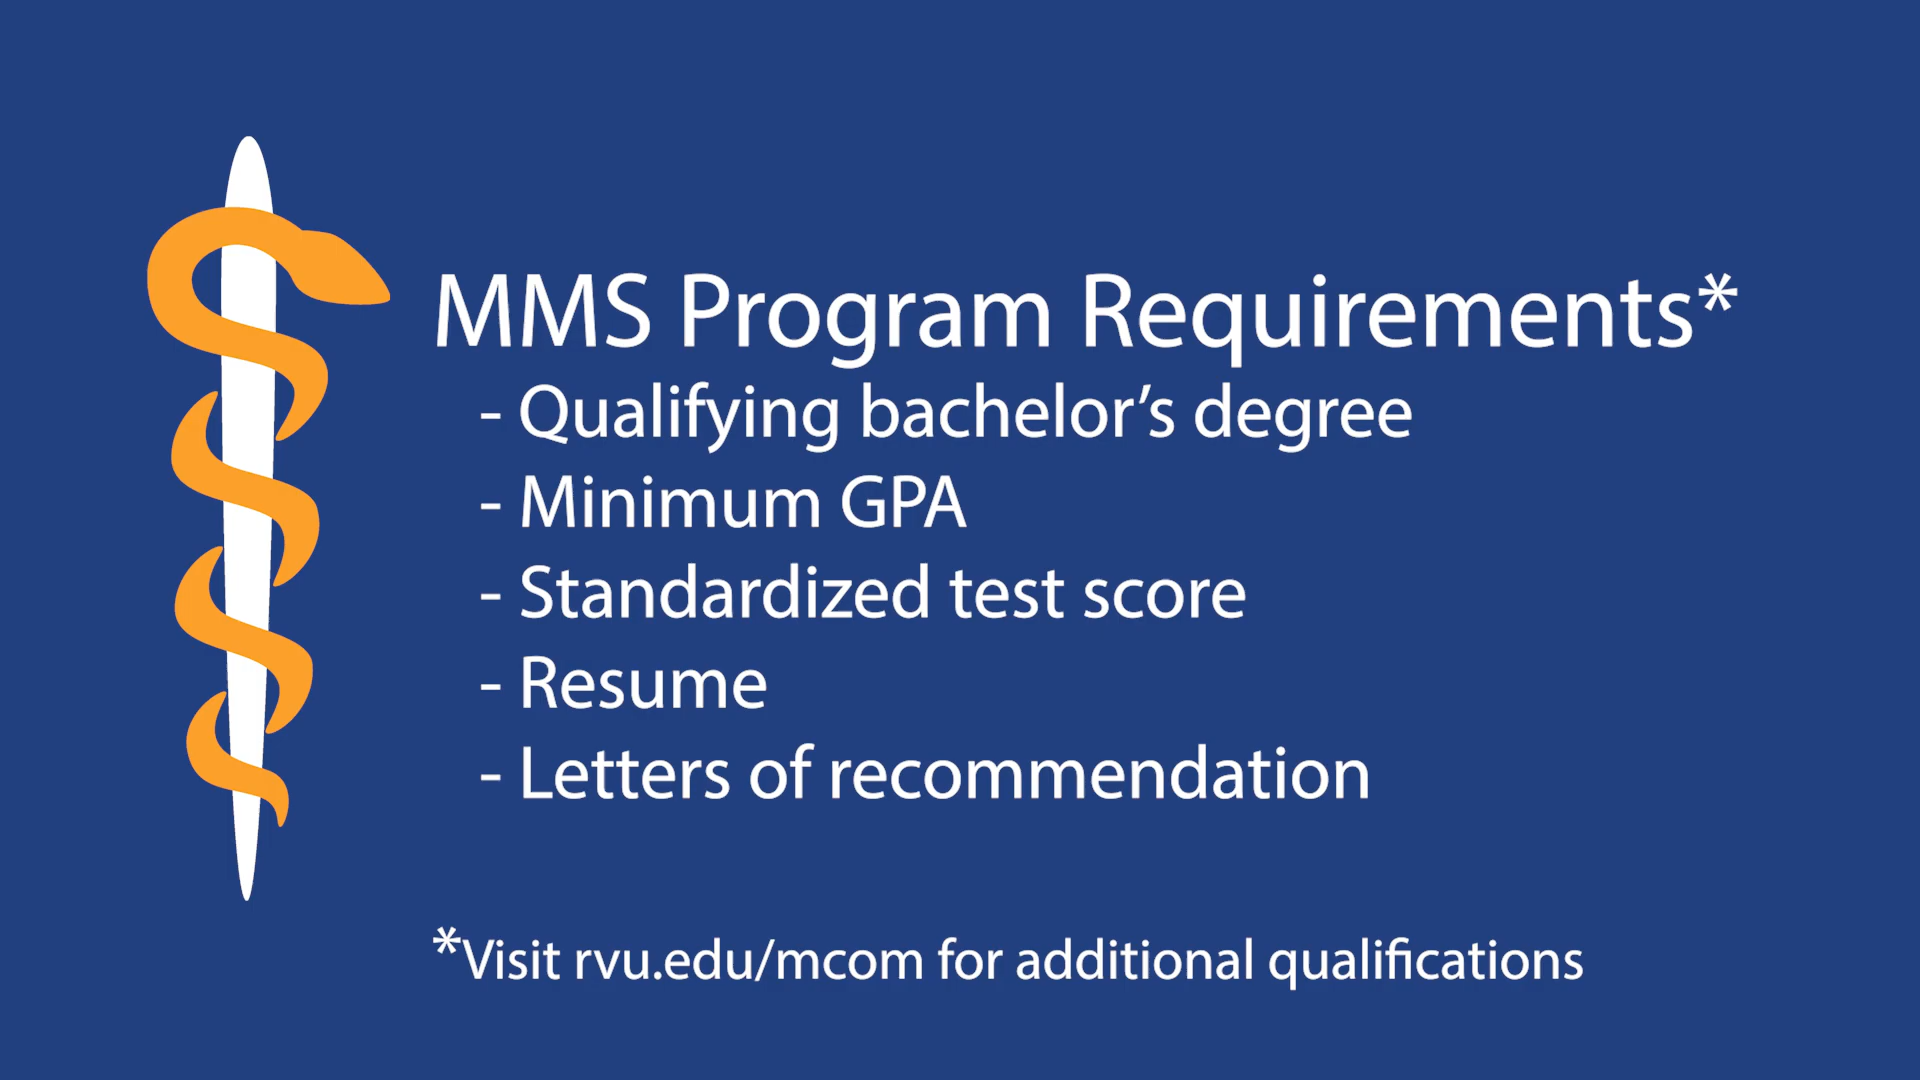 MMS Program Requirements*
- Qualifying bachelor’s degree
- Minimum GPA
- Standardized test score
- Resume
- Letters of recommendation
*Visit rvu.edu/mcom for additional qualifications